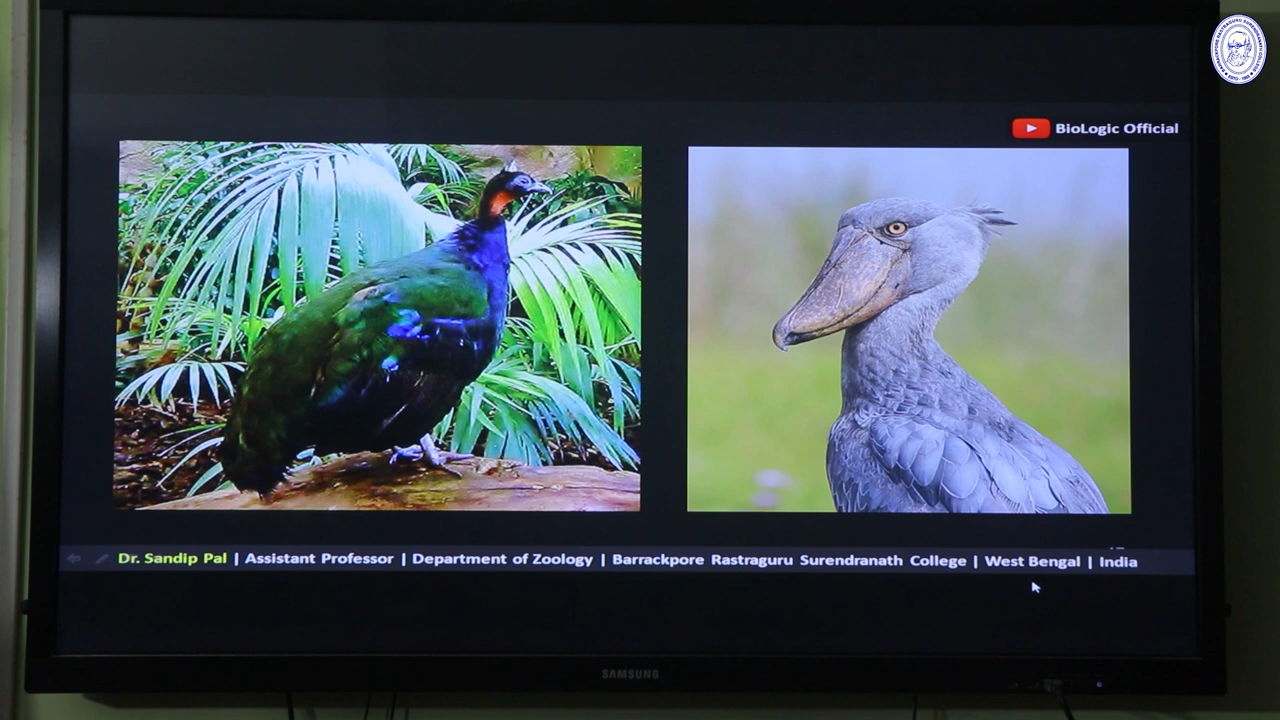 BioLogic Official
Dr. Sandip Pal | Assistant Professor | Department of Zoology | Barrackpore Rastraguru Surendranath College | West Bengal | India
SAMSUNG